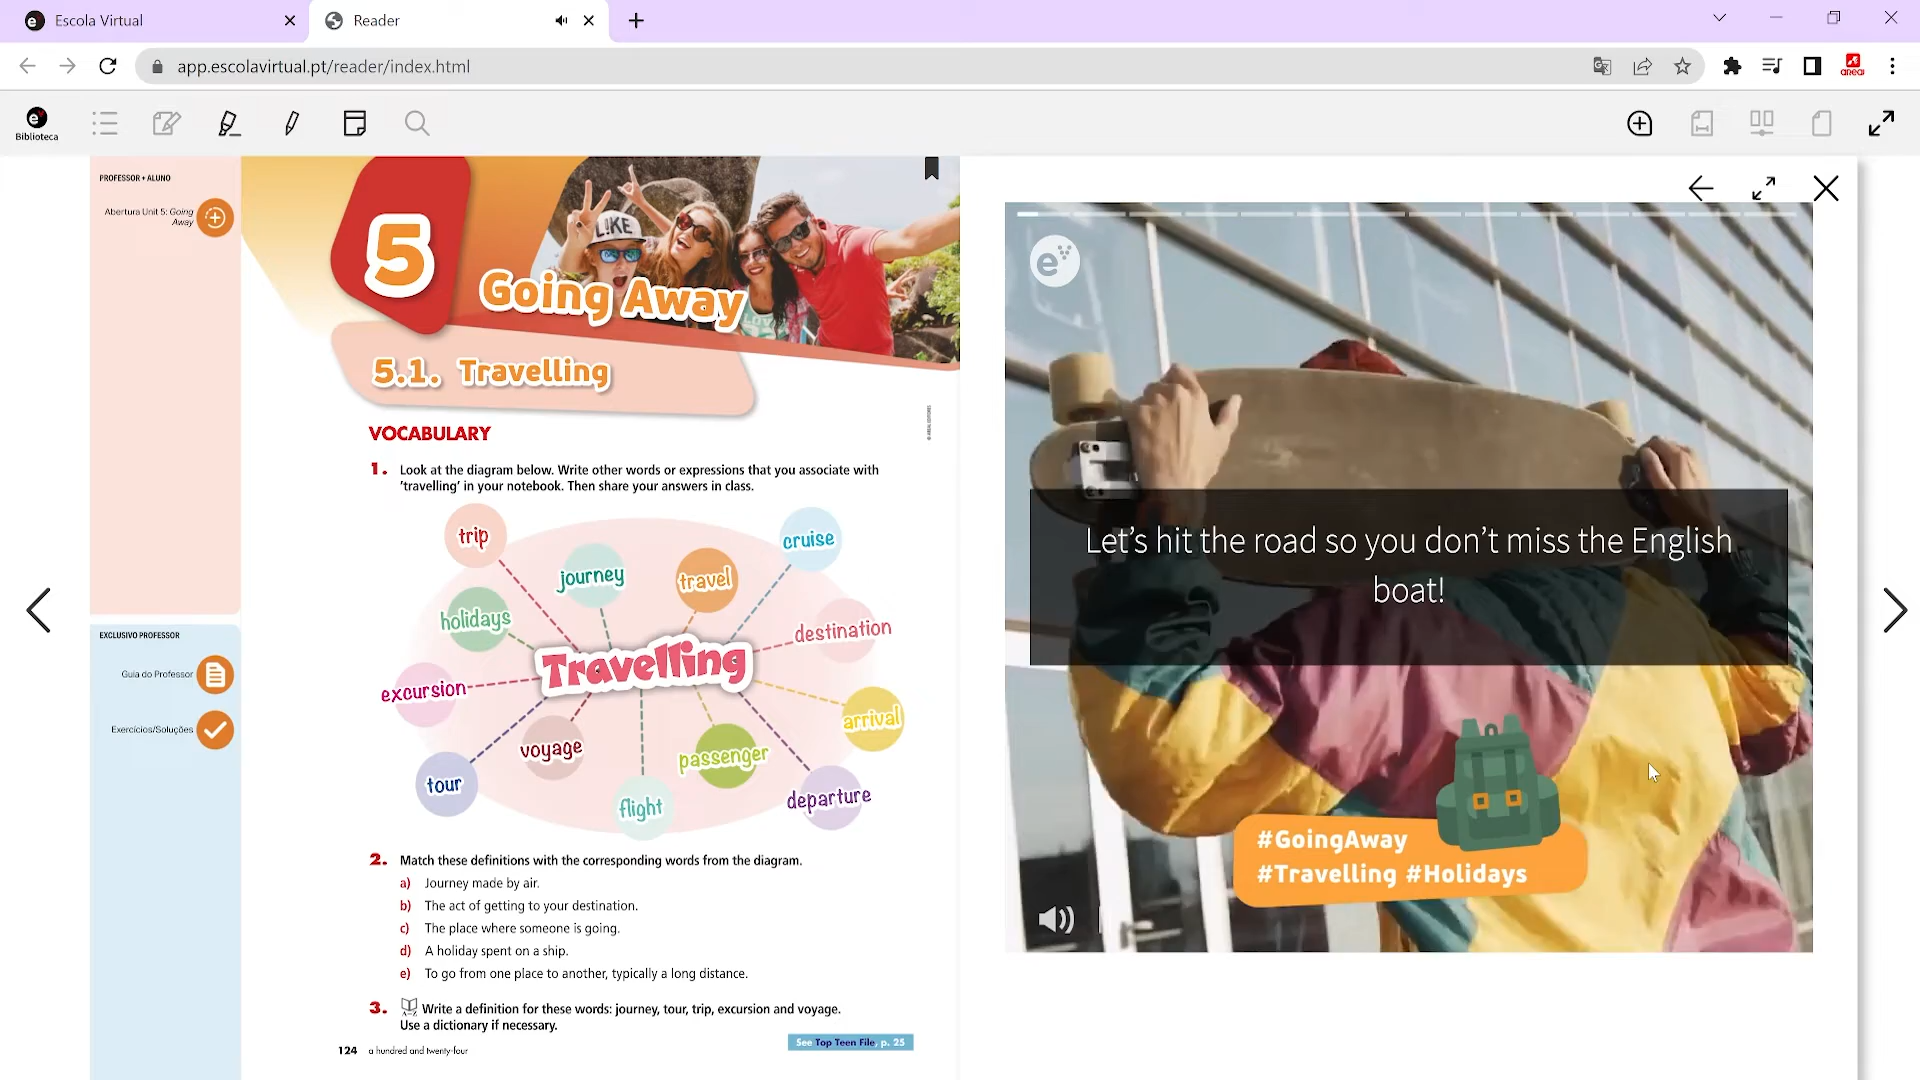 Escola Virtual
Reader
app.escolavirtual.pt/reader/index.html
AREAL
Biblioteca
PROFESSOR + ALUNO
Abertura Unit 5: Going
Away
LIKE
5
Going Away
5.1. Travelling
VOCABULARY
1. Look at the diagram below. Write other words or expressions that you associate with
'travelling' in your notebook. Then share your answers in class.
trip
cruise
journey
travel
holidays
destination
Travelling
excursion
arrival
voyage
passenger
tour
flight
departure
2. Match these definitions with the corresponding words from the diagram.
a) Journey made by air.
b) The act of getting to your destination.
c) The place where someone is going.
d) A holiday spent on a ship.
e) To go from one place to another, typically a long distance.
3. Write a definition for these words: journey, tour, trip, excursion and voyage.
Use a dictionary if necessary.
See Top Teen File, p. 25
124 a hundred and twenty-four
EXCLUSIVO PROFESSOR
Guia do Professor
Exercícios/Soluções
Let's hit the road so you don't miss the English
boat!
#GoingAway
#Travelling #Holidays